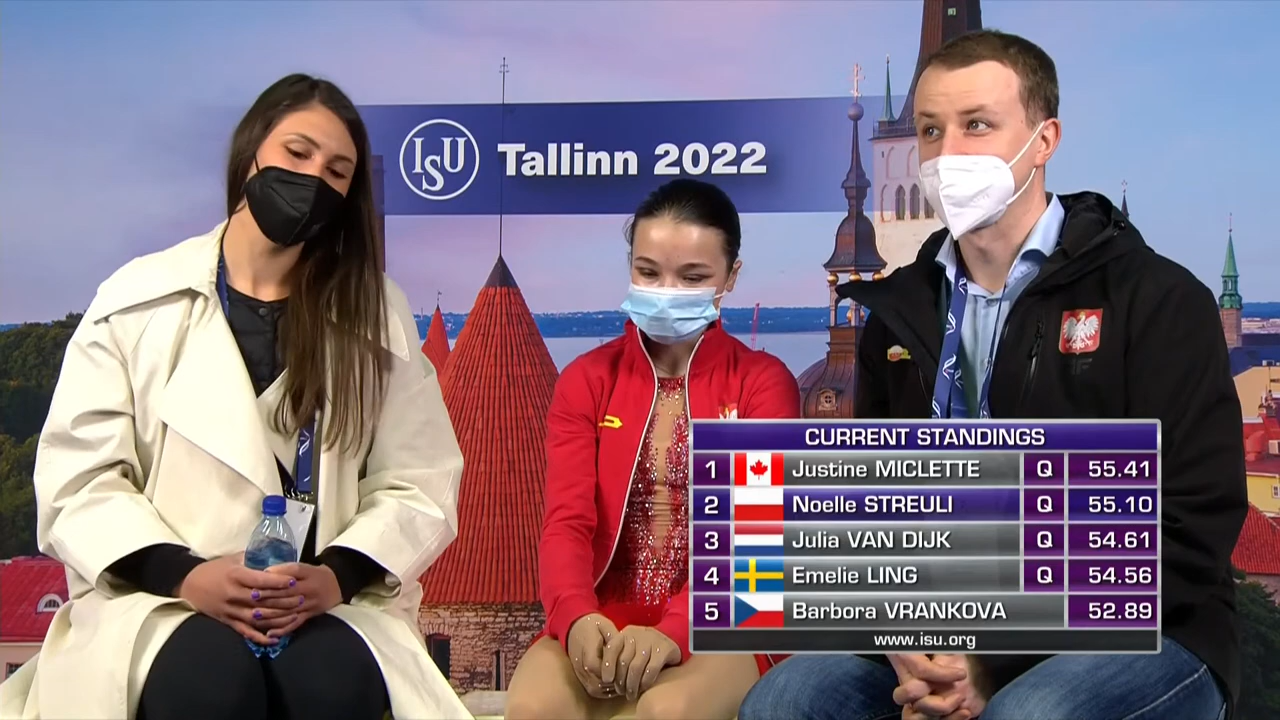 ISU
Tallinn 2022
CURRENT STANDINGS
1 Justine MICLETTE Q 55.41
2 Noelle STREULI 55.10
3 Julia VAN DIJK Q 54.61
4 Emelie LING Q 54.56
5 Barbora VRANKOVA 52.89
www.isu.org